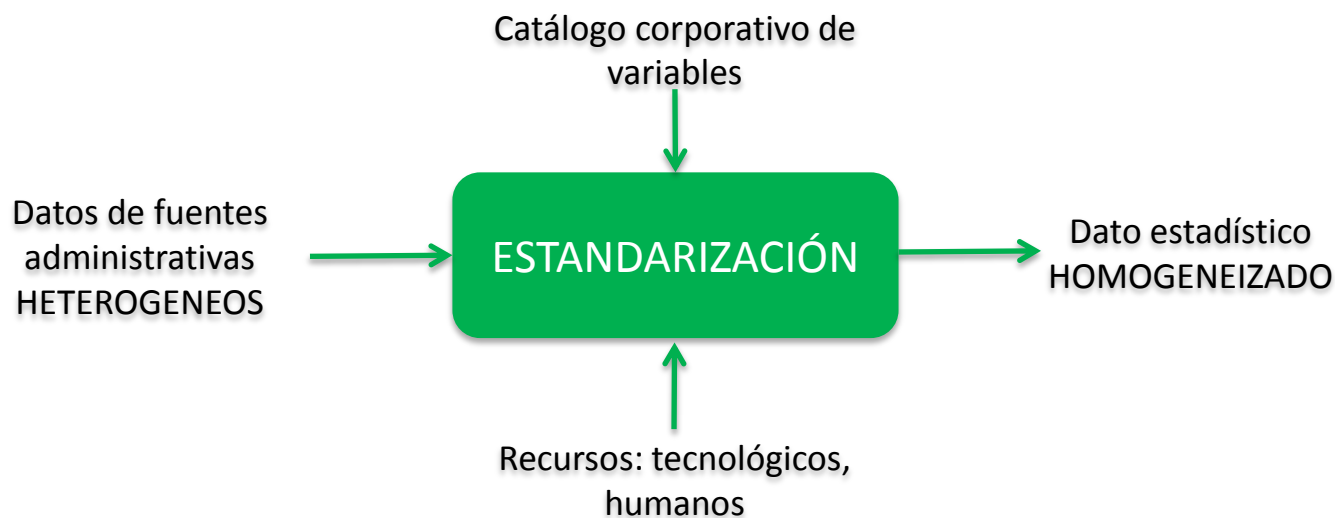 Catálogo corporativo de
variables
Datos de fuentes
administrativas
HETEROGENEOS
ESTANDARIZACIÓN
Dato estadístico
HOMOGENEIZADO
Recursos: tecnológicos,
humanos